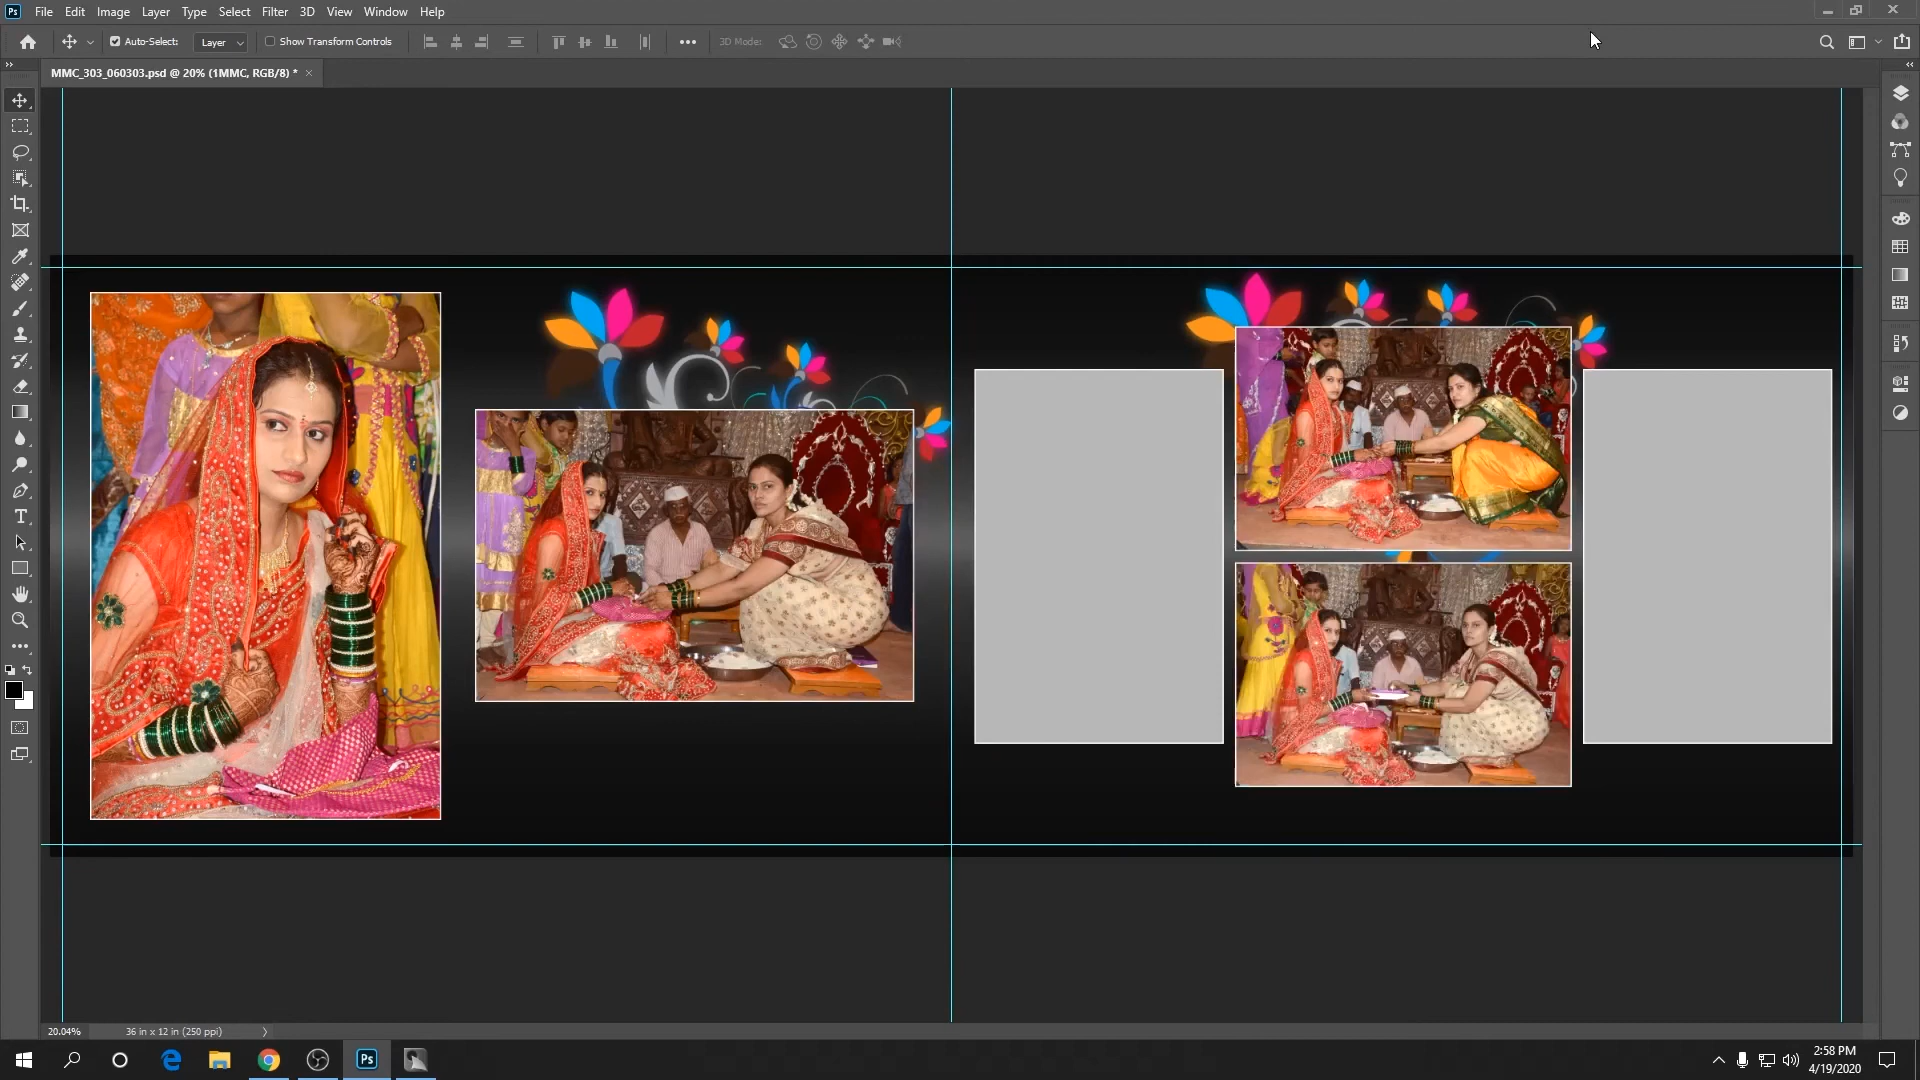 Ps File Edit Image Layer Type Select Filter 3D View Window Help
Auto-Select: Layer Show Transform Controls 3D Mode:
MMC_303_060303.psd @ 20% (1MMC, RGB/8) *
T
20.04% 36 in x 12 in (250 ppi)
Ps
2:58 PM
4/19/2020